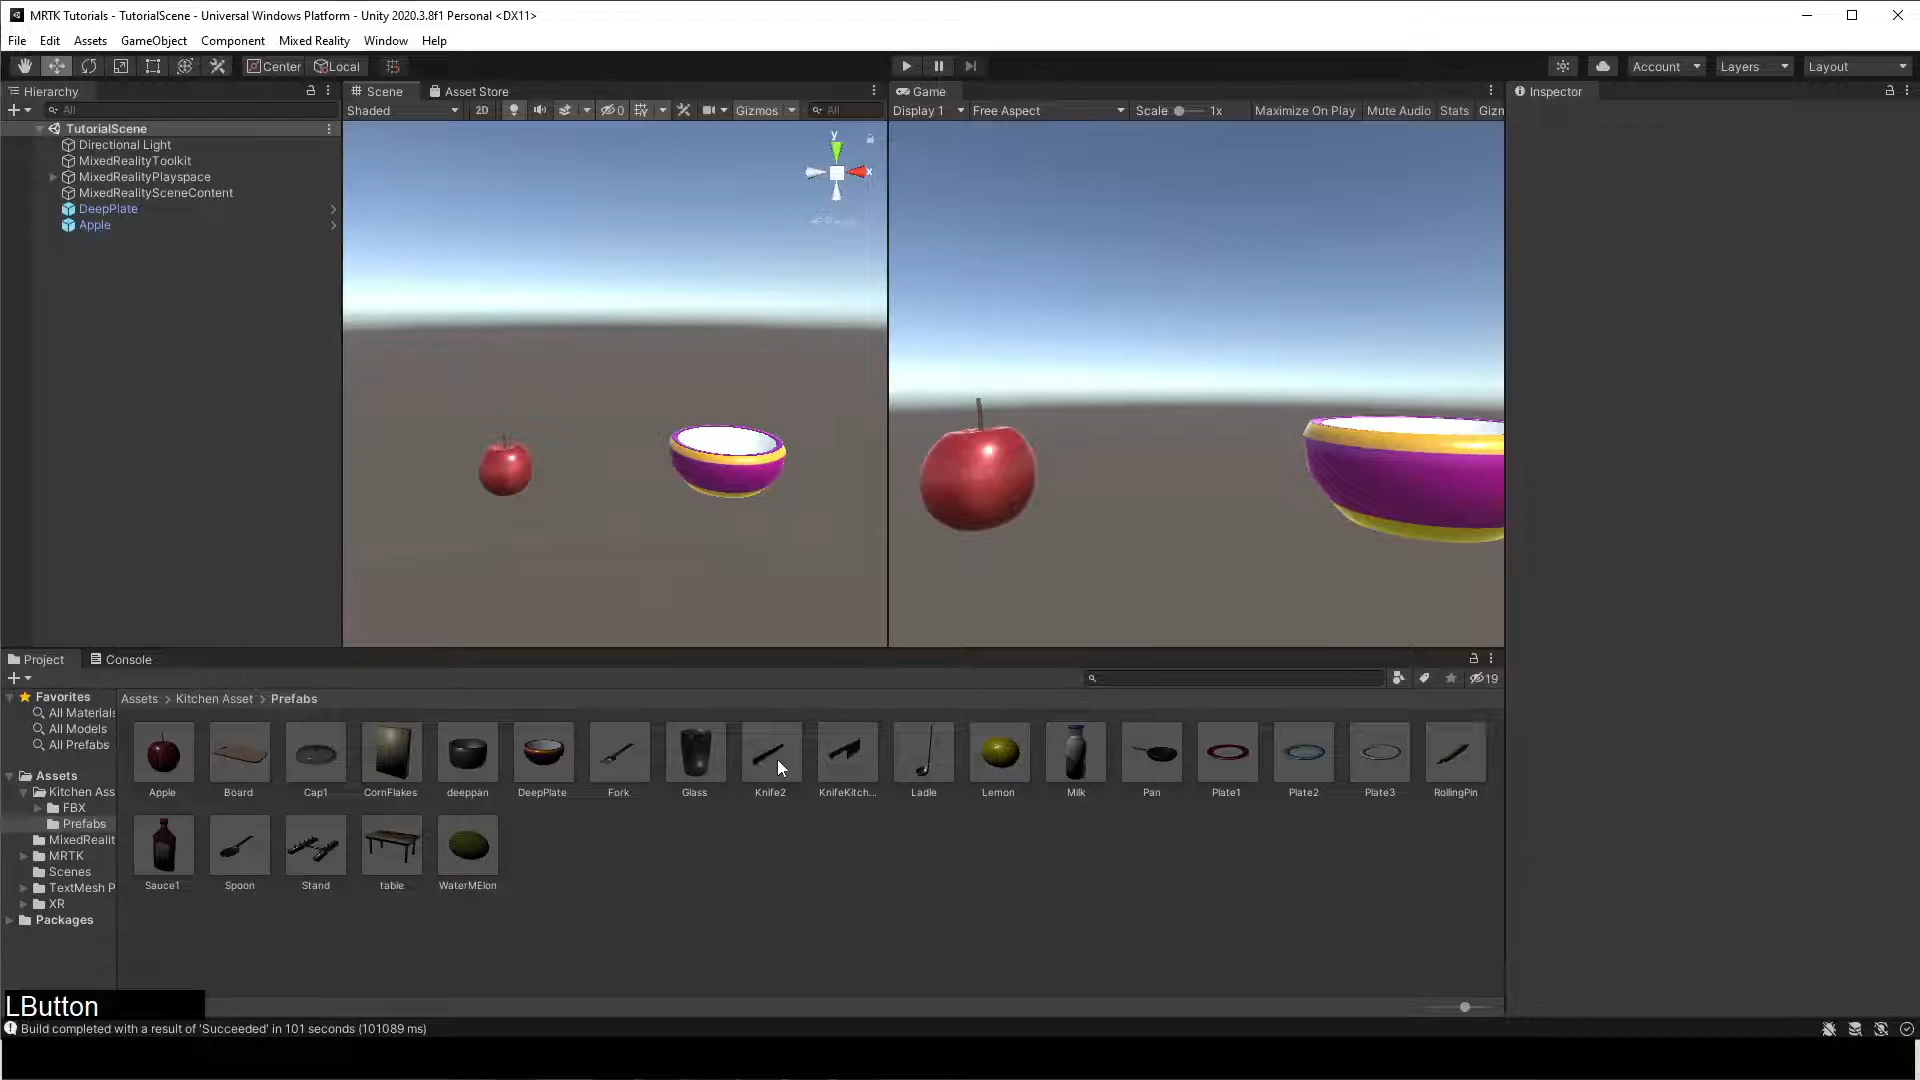 MRTK Tutorials - TutorialScene - Universal Windows Platform - Unity 2020.3.8f1 Personal <DX11>
File Edit Assets GameObject Component Mixed Reality Window Help
Center Local Account Layers Layout
Hierarchy
All
TutorialScene
Directional Light
MixedRealityToolkit
MixedRealityPlayspace
MixedRealitySceneContent
DeepPlate
Apple
Scene Asset Store
Shaded 2D 0 Gizmos All
y
x
Game
Display 1 Free Aspect Scale 1x Maximize On Play Mute Audio Stats Gizn
Inspector
Project Console
19
Favorites
All Materials
All Models
All Prefabs
Assets
Kitchen Ass
FBX
Prefabs
MixedRealit
MRTK
Scenes
TextMesh P
XR
Packages
Assets > Kitchen Asset > Prefabs
Apple Board Cap1 CornFlakes deeppan DeepPlate Fork Glass Knife2 KnifeKitch... Ladle Lemon Milk Pan Plate1 Plate2 Plate3 RollingPin
Sauce1 Spoon Stand table WaterMElon
LButton
Build completed with a result of 'Succeeded' in 101 seconds (101089 ms)